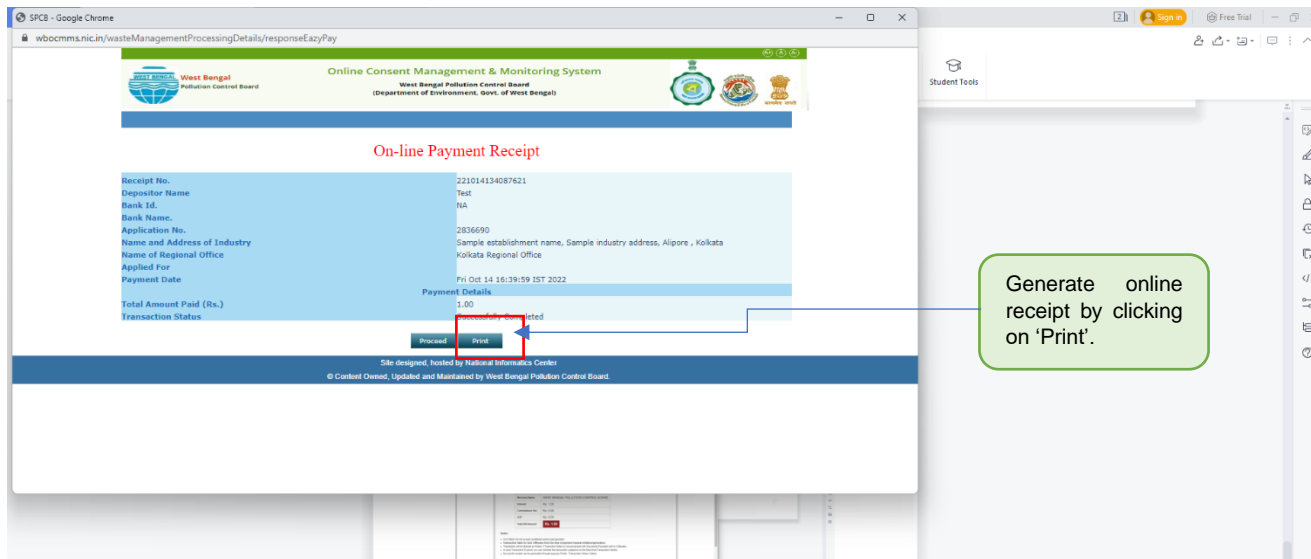 SPCB - Google Chrome
2
Sign in
Free Trial
wbocmms.nic.in/wasteManagementProcessingDetails/responseEazyPay
Student Tools
WEST BENGAL
West Bengal
Pollution Control Board
Online Consent Management & Monitoring System
West Bengal Pollution Control Board
(Department of Environment, Govt. of West Bengal)
On-line Payment Receipt
Receipt No. 221014134087621
Depositor Name Test
Bank Id. NA
Bank Name.
Application No. 2836690
Name and Address of Industry Sample establishment name, Sample industry address, Alipore , Kolkata
Name of Regional Office Kolkata Regional Office
Applied For
Payment Date Fri Oct 14 16:39:59 IST 2022
Payment Details
Total Amount Paid (Rs.) 1.00
Transaction Status Successfully Completed
Proceed Print
Site designed, hosted by National Informatics Center
© Content Owned, Updated and Maintained by West Bengal Pollution Control Board.
Generate online
receipt by clicking
on ‘Print’.